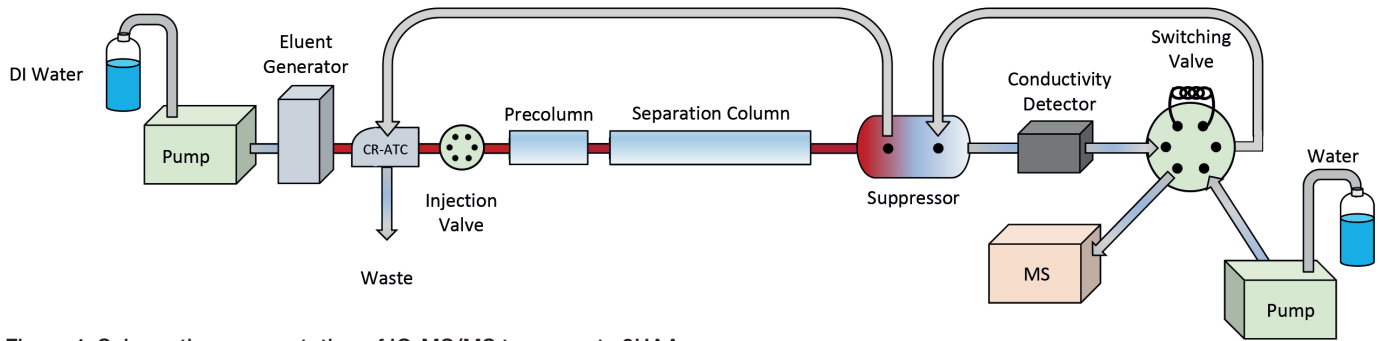 DI Water
Pump
Eluent
Generator
CR-ATC
Waste
Injection
Valve
Precolumn
Separation Column
Suppressor
Conductivity
Detector
Switching
Valve
MS
Water
Pump